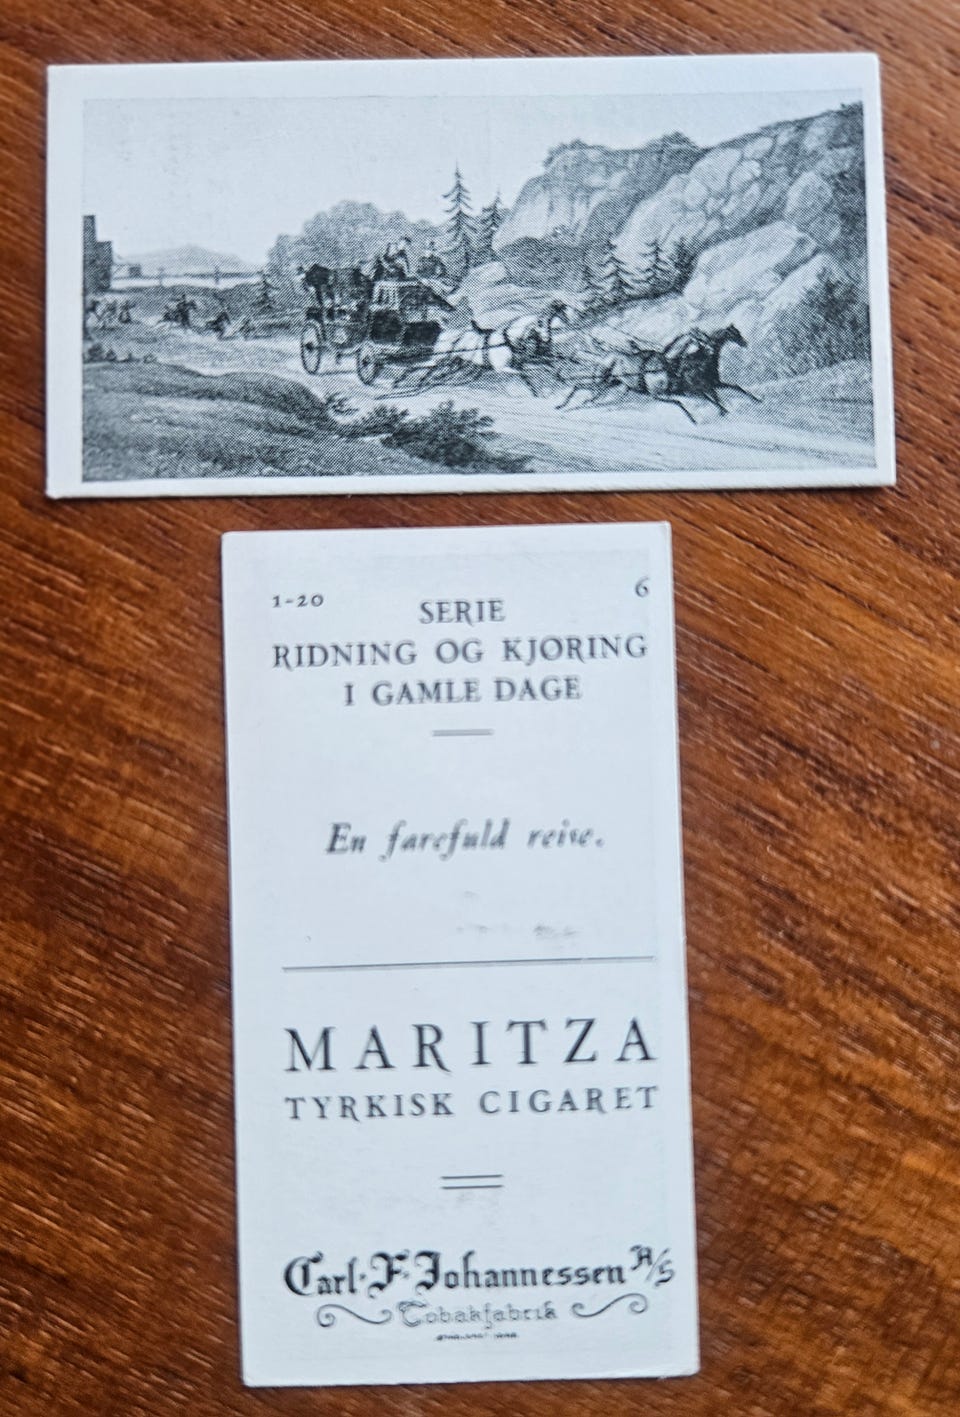 1-20
6
SERIE
RIDNING OG KJØRING
I GAMLE DAGE
En farefuld reise.
MARITZA
TYRKISK CIGARET
Carl·F·Johannessen A/S
Tobakfabrik